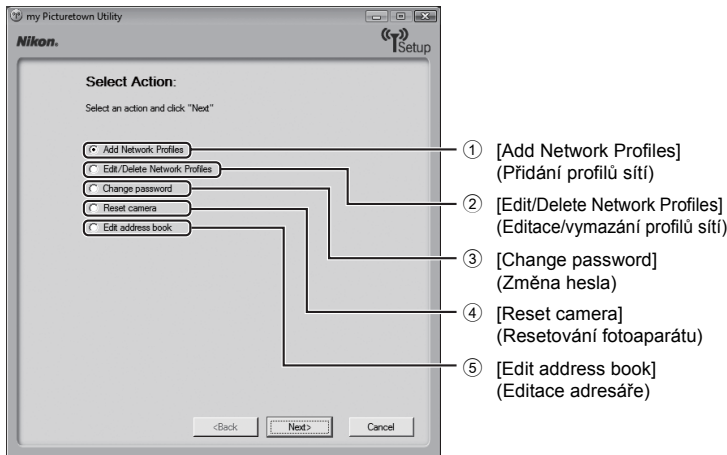 my Picturetown Utility
Nikon.
Setup
Select Action:
Select an action and click "Next"
Add Network Profiles
Edit/Delete Network Profiles
Change password
Reset camera
Edit address book
① [Add Network Profiles]
(Přidání profilů sítí)
② [Edit/Delete Network Profiles]
(Editace/vymazání profilů sítí)
③ [Change password]
(Změna hesla)
④ [Reset camera]
(Resetování fotoaparátu)
⑤ [Edit address book]
(Editace adresáře)
<Back
Next>
Cancel